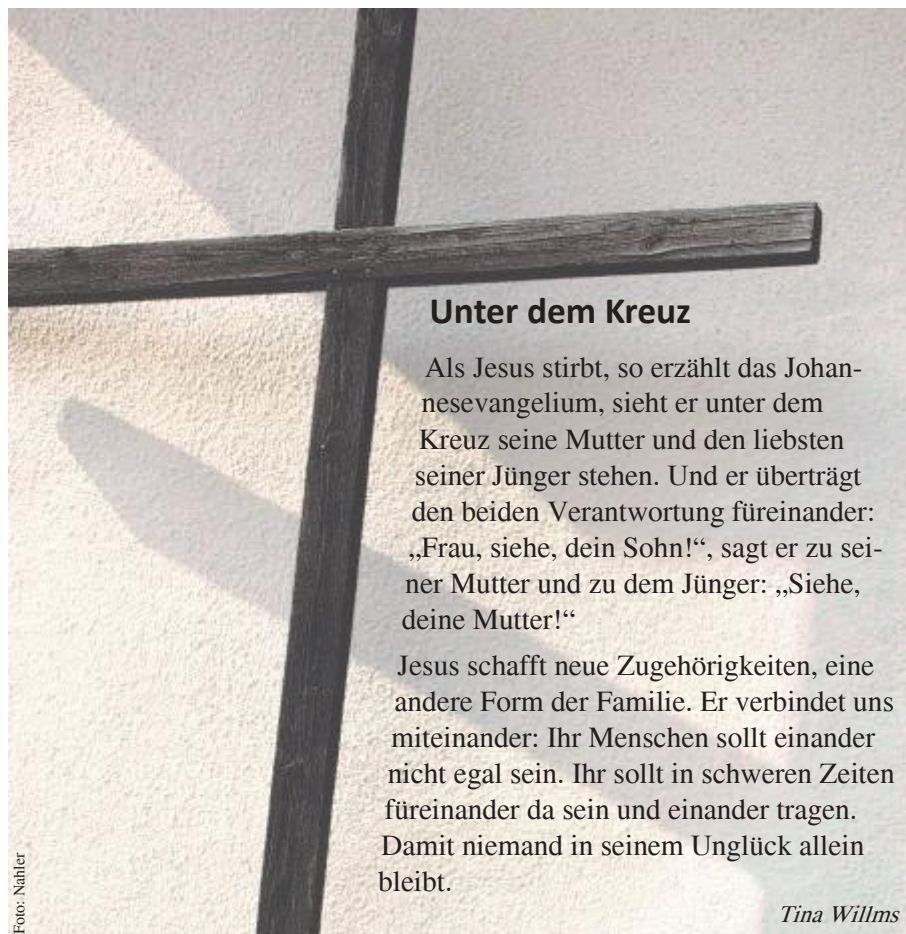 Unter dem Kreuz
Als Jesus stirbt, so erzählt das Johan-
nesevangelium, sieht er unter dem
Kreuz seine Mutter und den liebsten
seiner Jünger stehen. Und er überträgt
den beiden Verantwortung füreinander:
„Frau, siehe, dein Sohn!“, sagt er zu sei-
ner Mutter und zu dem Jünger: „Siehe,
deine Mutter!“
Jesus schafft neue Zugehörigkeiten, eine
andere Form der Familie. Er verbindet uns
miteinander: Ihr Menschen sollt einander
nicht egal sein. Ihr sollt in schweren Zeiten
füreinander da sein und einander tragen.
Damit niemand in seinem Unglück allein
bleibt.
Tina Willms
Foto: Nahler